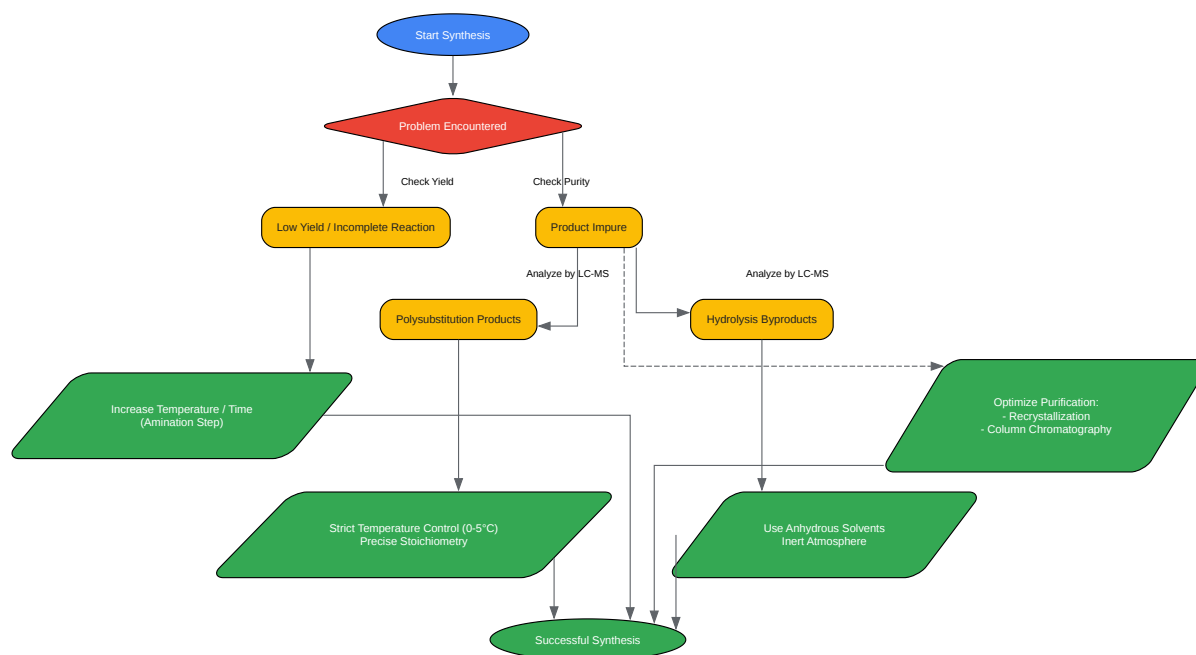 Start Synthesis
Problem Encountered
Check Yield
Check Purity
Low Yield / Incomplete Reaction
Product Impure
Analyze by LC-MS
Analyze by LC-MS
Polysubstitution Products
Hydrolysis Byproducts
Increase Temperature / Time
(Amination Step)
Optimize Purification:
- Recrystallization
- Column Chromatography
Strict Temperature Control (0-5°C)
Precise Stoichiometry
Use Anhydrous Solvents
Inert Atmosphere
Successful Synthesis